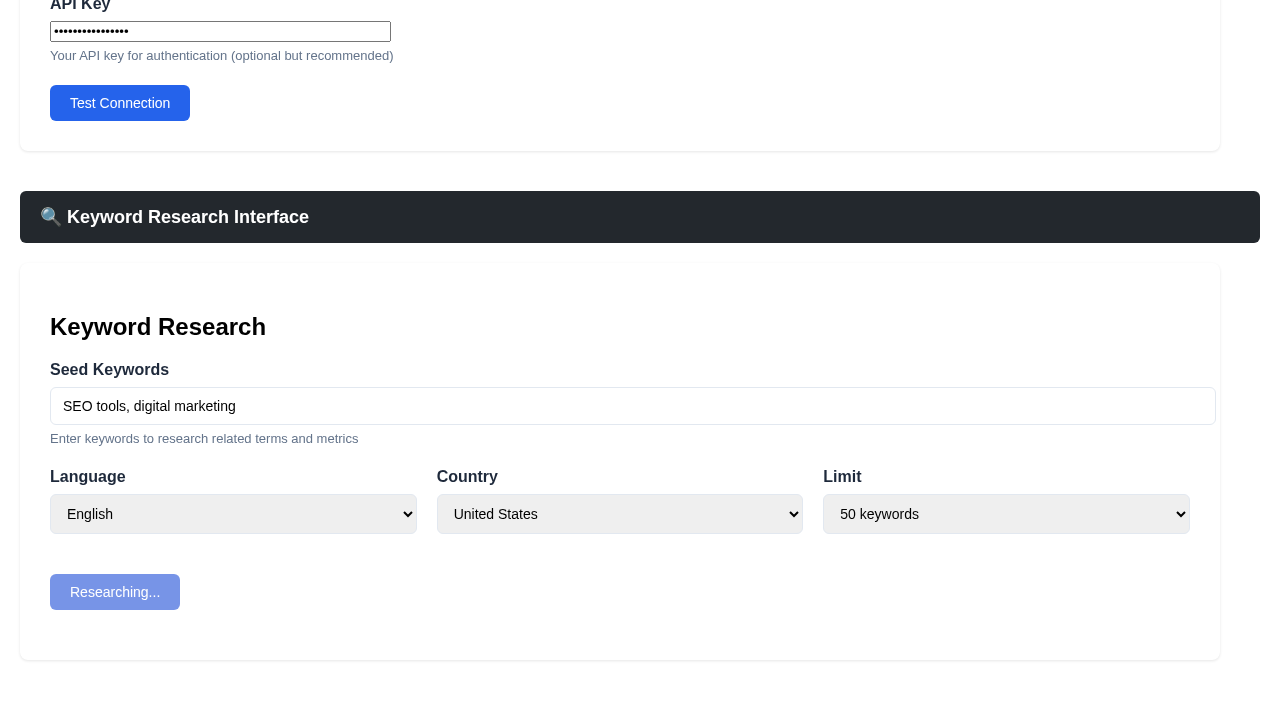 API Key
••••••••••••••••
Your API key for authentication (optional but recommended)
Test Connection
🔍 Keyword Research Interface
Keyword Research
Seed Keywords
SEO tools, digital marketing
Enter keywords to research related terms and metrics
Language Country Limit
English United States 50 keywords
Researching...